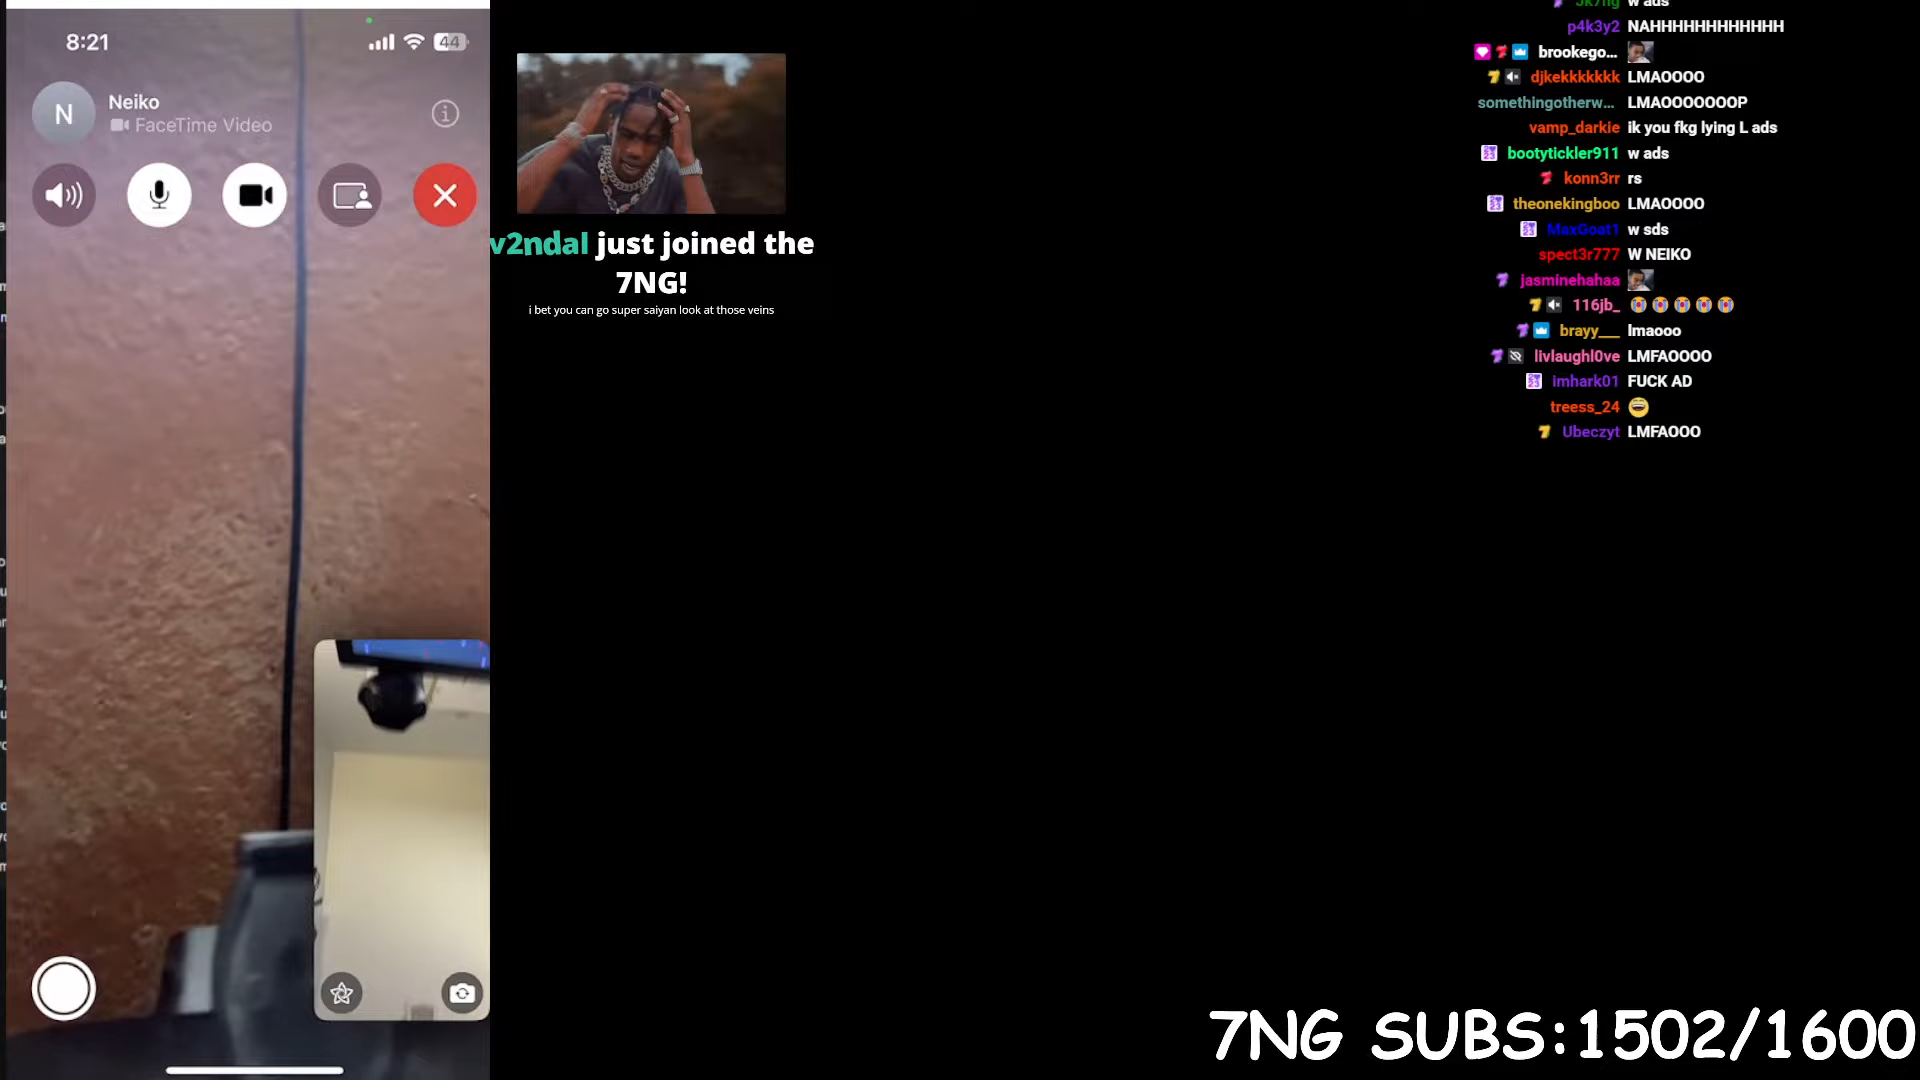 8:21
44
N
Neiko
FaceTime Video
v2ndal just joined the
7NG!
i bet you can go super saiyan look at those veins
Jk7ng w ads
p4k3y2 NAHHHHHHHHHHHH
brookego...
djkekkkkkkk LMAOOOO
somethingotherw... LMAOOOOOOOP
vamp_darkie ik you fkg lying L ads
bootytickler911 w ads
konn3rr rs
theonekingboo LMAOOOO
MaxGoat1 w sds
spect3r777 W NEIKO
jasminehahaa
116jb_ 😭😭😭😭😭
brayy___ lmaooo
livlaughl0ve LMFAOOOO
imhark01 FUCK AD
treess_24 😄
Ubeczyt LMFAOOO
7NG SUBS:1502/1600